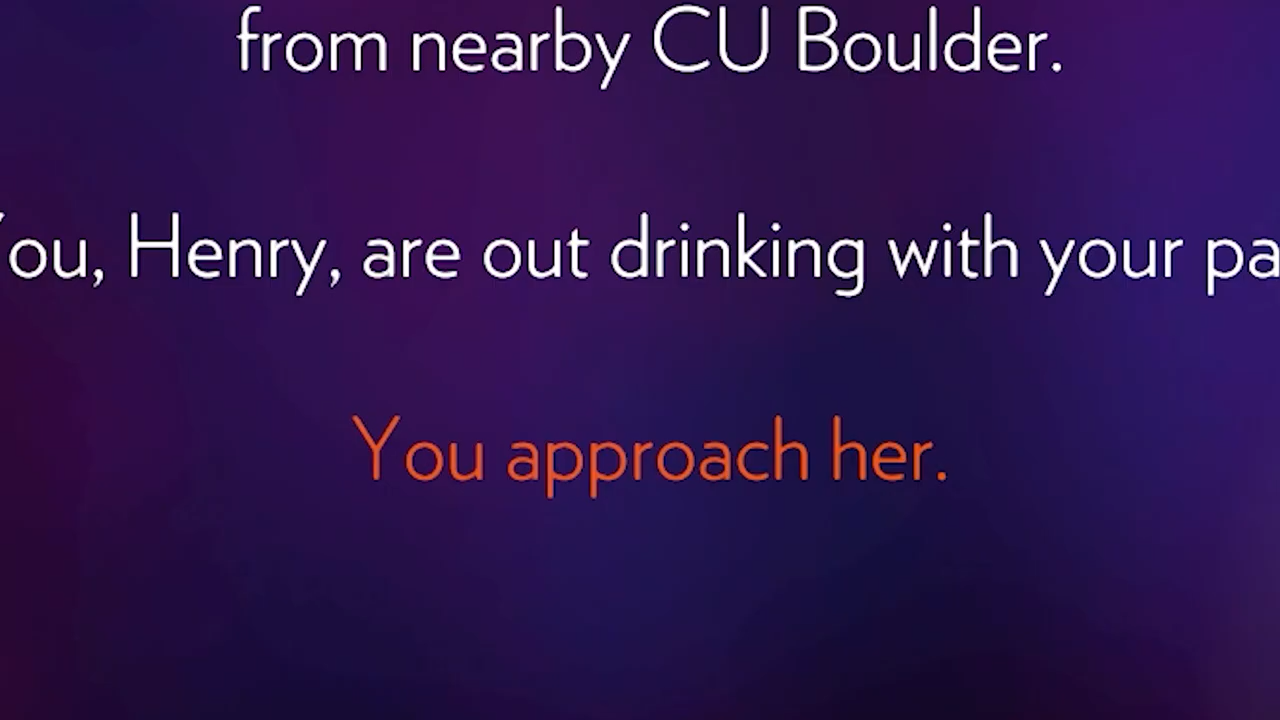 from nearby CU Boulder.
ou, Henry, are out drinking with your pa
You approach her.